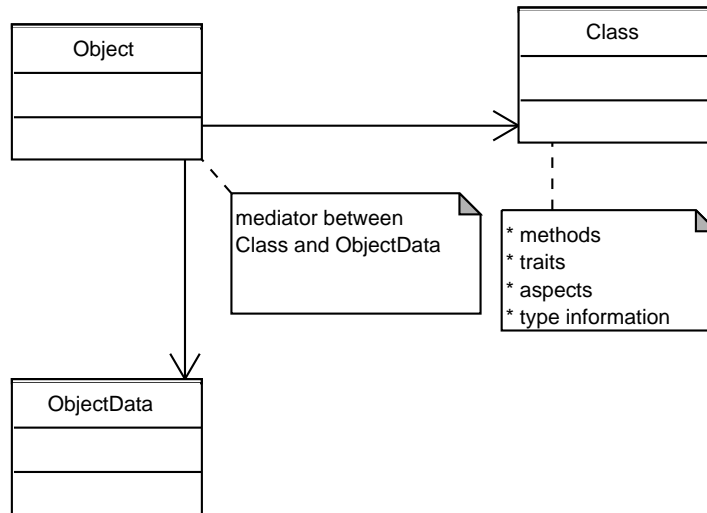 Object
Class
mediator between
Class and ObjectData
* methods
* traits
* aspects
* type information
ObjectData